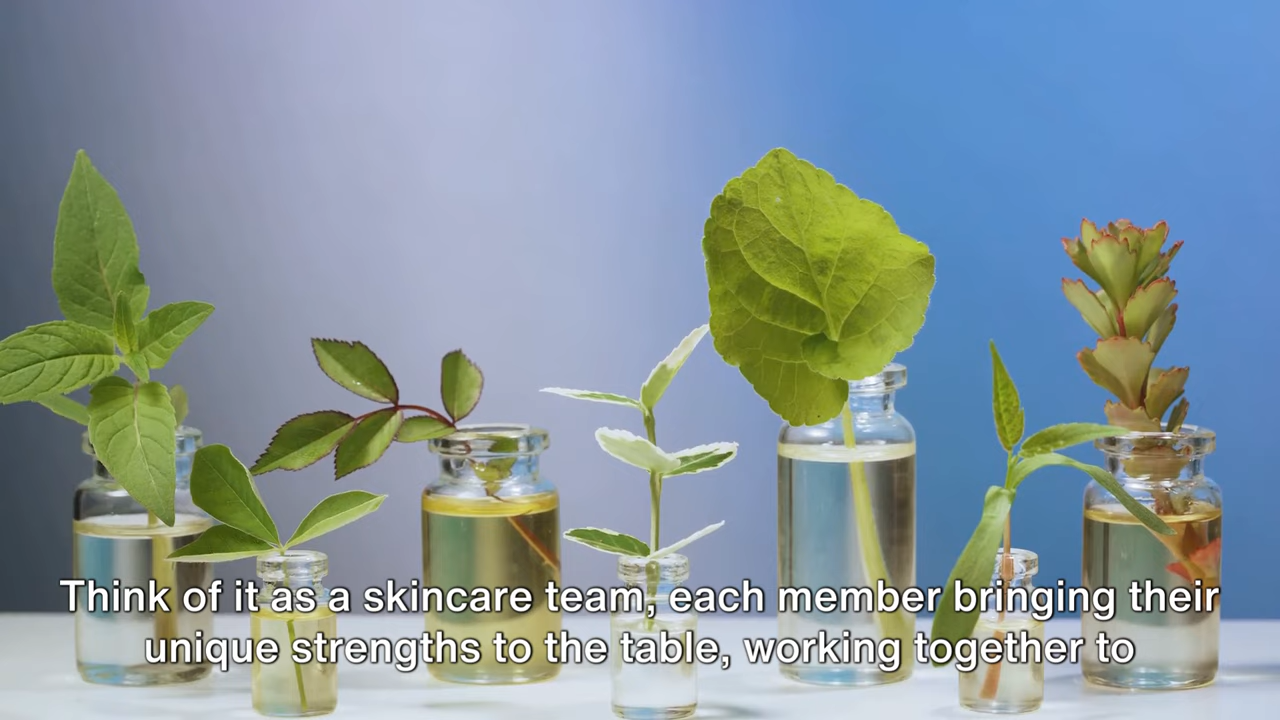 Think of it as a skincare team, each member bringing their
unique strengths to the table, working together to